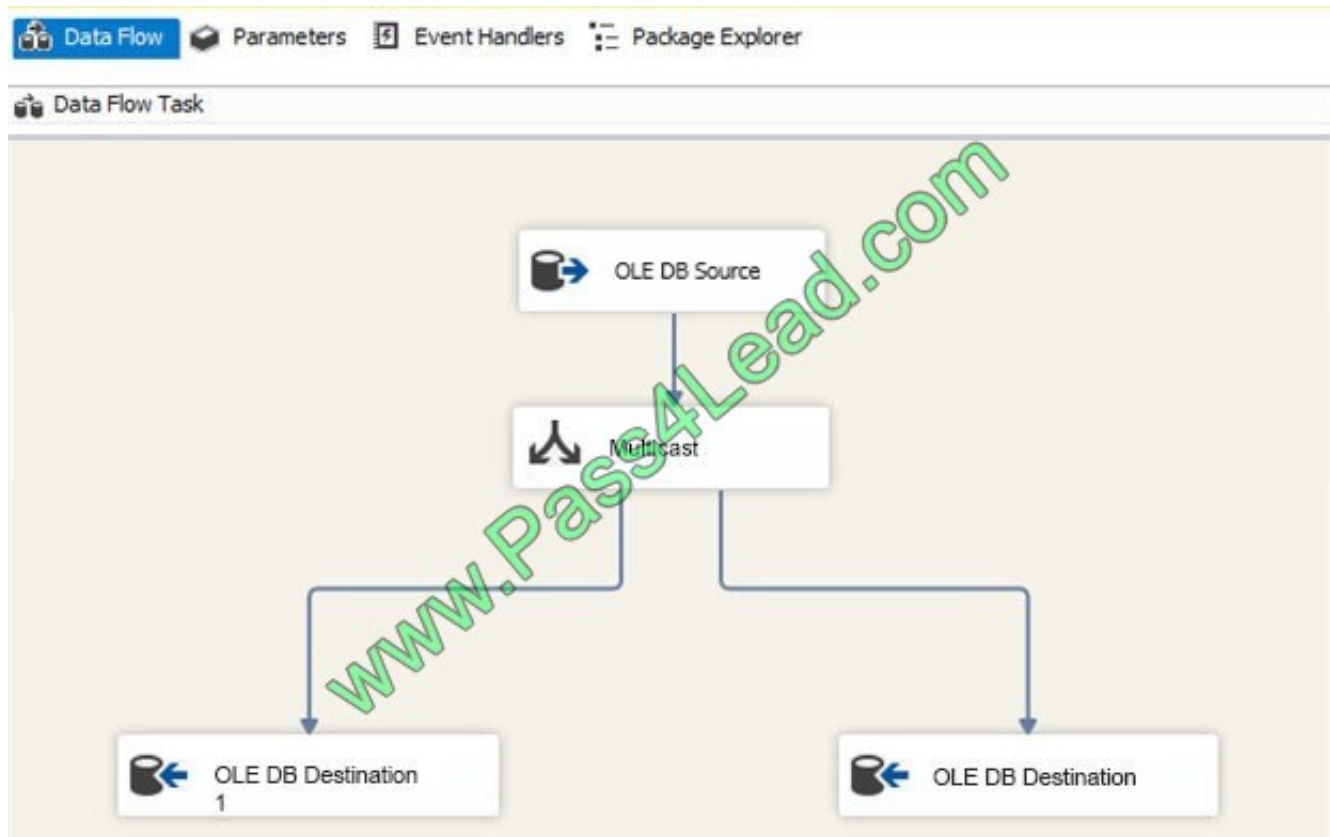 Data Flow Parameters Event Handlers Package Explorer
Data Flow Task
OLE DB Source
Multicast
OLE DB Destination
1
OLE DB Destination
www.Pass4Lead.com